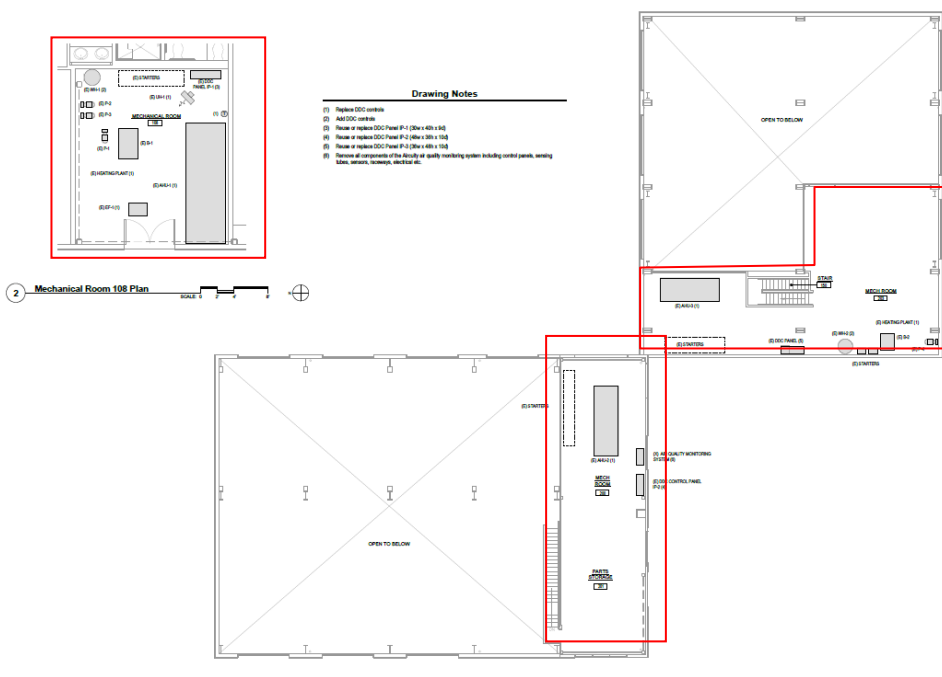 (E) STARTERS
(E) DDC
PANEL IP-1 (3)
(E) WH-1 (2)
(E) UH-1 (1)
(E) P-2
(E) P-3
MECHANICAL ROOM
108
(1) T
(E) P-1
(E) B-1
(E) HEATING PLANT (1)
(E) AHU-1 (1)
(E) EF-1 (1)
2 Mechanical Room 108 Plan
SCALE: 0 2' 4' 8'
Drawing Notes
(1) Replace DDC controls
(2) Add DDC controls
(3) Reuse or replace DDC Panel IP-1 (30w x 40h x 9d)
(4) Reuse or replace DDC Panel IP-2 (48w x 36h x 10d)
(5) Reuse or replace DDC Panel IP-3 (36w x 48h x 10d)
(6) Remove all components of the Aircuity air quality monitoring system including control panels, sensing
tubes, sensors, raceways, electrical etc.
OPEN TO BELOW
STAIR
(E) AHU-3 (1)
MECH ROOM
(E) HEATING PLANT (1)
(E) WH-2 (2)
(E) B-2
(E) DDC PANEL (5)
(E) STARTERS
(E) STARTERS
(E) STARTERS
(E) AHU-2 (1)
AIR QUALITY MONITORING
SYSTEM (6)
MECH
ROOM
(E) DDC CONTROL PANEL
IP-2 (4)
OPEN TO BELOW
PARTS
STORAGE